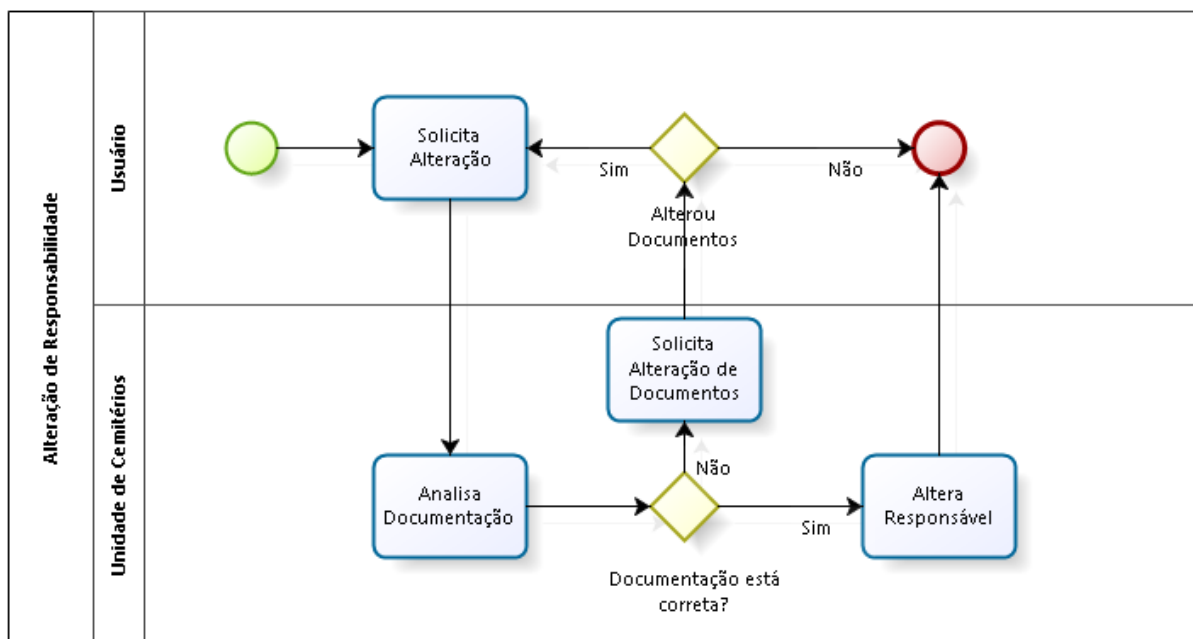 Alteração de Responsabilidade
Usuário
Solicita
Alteração
Sim
Não
Alterou
Documentos
Unidade de Cemitérios
Solicita
Alteração de
Documentos
Não
Analisa
Documentação
Sim
Altera
Responsável
Documentação está
correta?